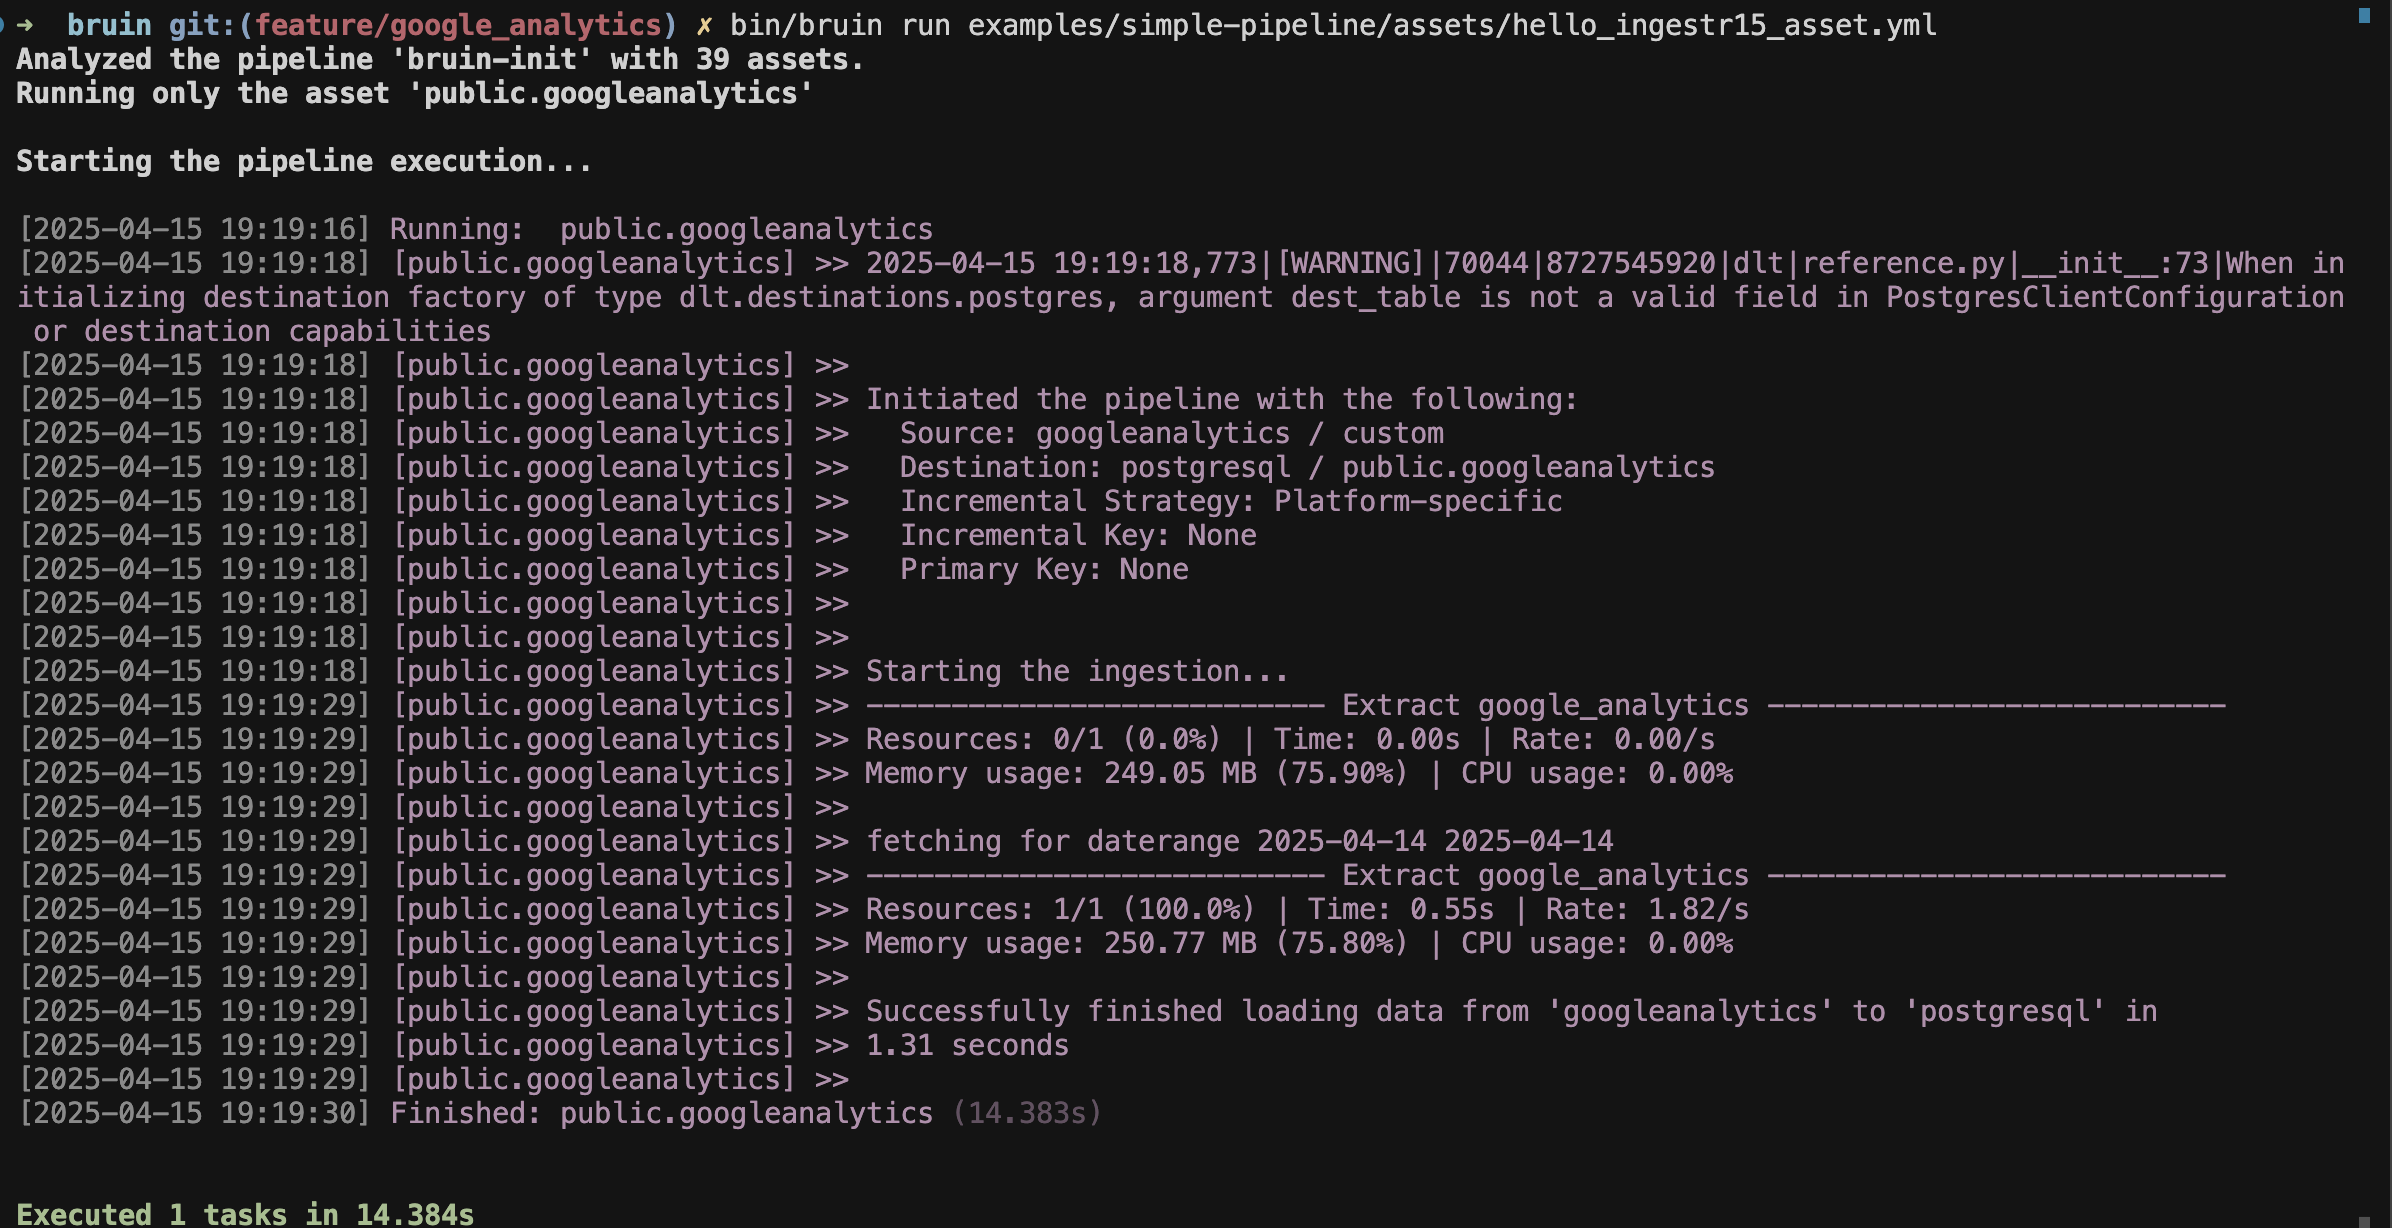 ➜  bruin git:(feature/google_analytics) ✗ bin/bruin run examples/simple-pipeline/assets/hello_ingestr15_asset.yml
Analyzed the pipeline 'bruin-init' with 39 assets.
Running only the asset 'public.googleanalytics'
Starting the pipeline execution...
[2025-04-15 19:19:16] Running:  public.googleanalytics
[2025-04-15 19:19:18] [public.googleanalytics] >> 2025-04-15 19:19:18,773|[WARNING]|70044|8727545920|dlt|reference.py|__init__:73|When in
itializing destination factory of type dlt.destinations.postgres, argument dest_table is not a valid field in PostgresClientConfiguration
 or destination capabilities
[2025-04-15 19:19:18] [public.googleanalytics] >>
[2025-04-15 19:19:18] [public.googleanalytics] >> Initiated the pipeline with the following:
[2025-04-15 19:19:18] [public.googleanalytics] >>   Source: googleanalytics / custom
[2025-04-15 19:19:18] [public.googleanalytics] >>   Destination: postgresql / public.googleanalytics
[2025-04-15 19:19:18] [public.googleanalytics] >>   Incremental Strategy: Platform-specific
[2025-04-15 19:19:18] [public.googleanalytics] >>   Incremental Key: None
[2025-04-15 19:19:18] [public.googleanalytics] >>   Primary Key: None
[2025-04-15 19:19:18] [public.googleanalytics] >>
[2025-04-15 19:19:18] [public.googleanalytics] >>
[2025-04-15 19:19:18] [public.googleanalytics] >> Starting the ingestion...
[2025-04-15 19:19:29] [public.googleanalytics] >> --------------------------- Extract google_analytics ---------------------------
[2025-04-15 19:19:29] [public.googleanalytics] >> Resources: 0/1 (0.0%) | Time: 0.00s | Rate: 0.00/s
[2025-04-15 19:19:29] [public.googleanalytics] >> Memory usage: 249.05 MB (75.90%) | CPU usage: 0.00%
[2025-04-15 19:19:29] [public.googleanalytics] >>
[2025-04-15 19:19:29] [public.googleanalytics] >> fetching for daterange 2025-04-14 2025-04-14
[2025-04-15 19:19:29] [public.googleanalytics] >> --------------------------- Extract google_analytics ---------------------------
[2025-04-15 19:19:29] [public.googleanalytics] >> Resources: 1/1 (100.0%) | Time: 0.55s | Rate: 1.82/s
[2025-04-15 19:19:29] [public.googleanalytics] >> Memory usage: 250.77 MB (75.80%) | CPU usage: 0.00%
[2025-04-15 19:19:29] [public.googleanalytics] >>
[2025-04-15 19:19:29] [public.googleanalytics] >> Successfully finished loading data from 'googleanalytics' to 'postgresql' in
[2025-04-15 19:19:29] [public.googleanalytics] >> 1.31 seconds
[2025-04-15 19:19:29] [public.googleanalytics] >>
[2025-04-15 19:19:30] Finished: public.googleanalytics (14.383s)
Executed 1 tasks in 14.384s